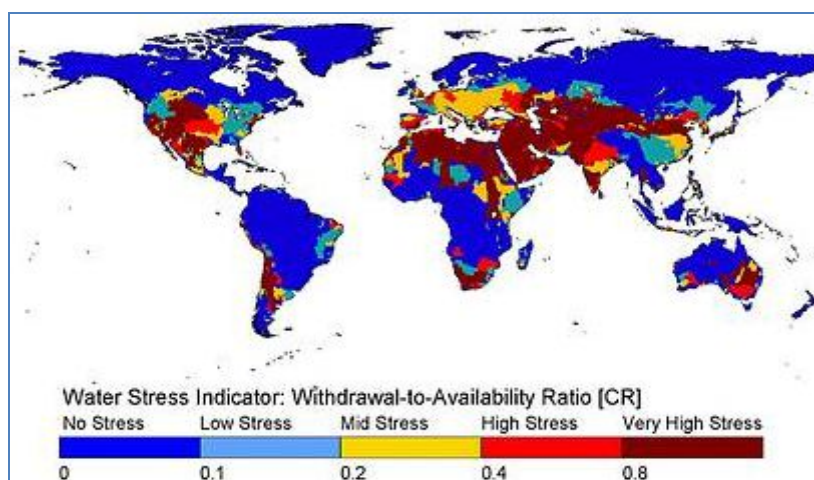 Water Stress Indicator: Withdrawal-to-Availability Ratio [CR]
No Stress Low Stress Mid Stress High Stress Very High Stress
0 0.1 0.2 0.4 0.8